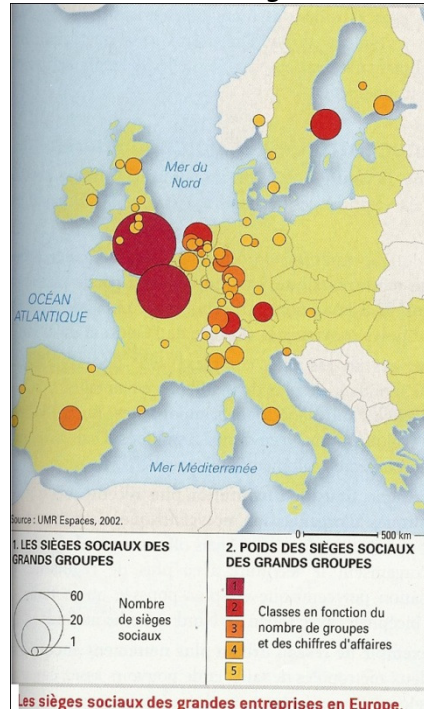 Mer du
Nord
OCÉAN
ATLANTIQUE
Mer Méditerranée
Source : UMR Espaces, 2002.
0 500 km
1. LES SIÈGES SOCIAUX DES
GRANDS GROUPES
60
20
1
Nombre
de sièges
sociaux
2. POIDS DES SIÈGES SOCIAUX
DES GRANDS GROUPES
1
2
3
4
5
Classes en fonction du
nombre de groupes
et des chiffres d'affaires
Les sièges sociaux des grandes entreprises en Europe.